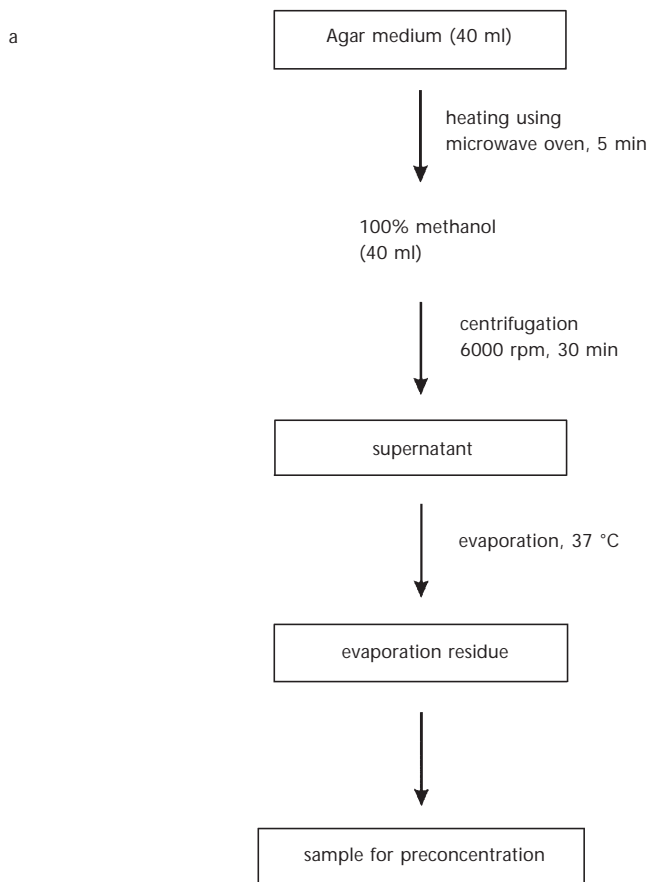 a
Agar medium (40 ml)
heating using
microwave oven, 5 min
100% methanol
(40 ml)
centrifugation
6000 rpm, 30 min
supernatant
evaporation, 37 °C
evaporation residue
sample for preconcentration